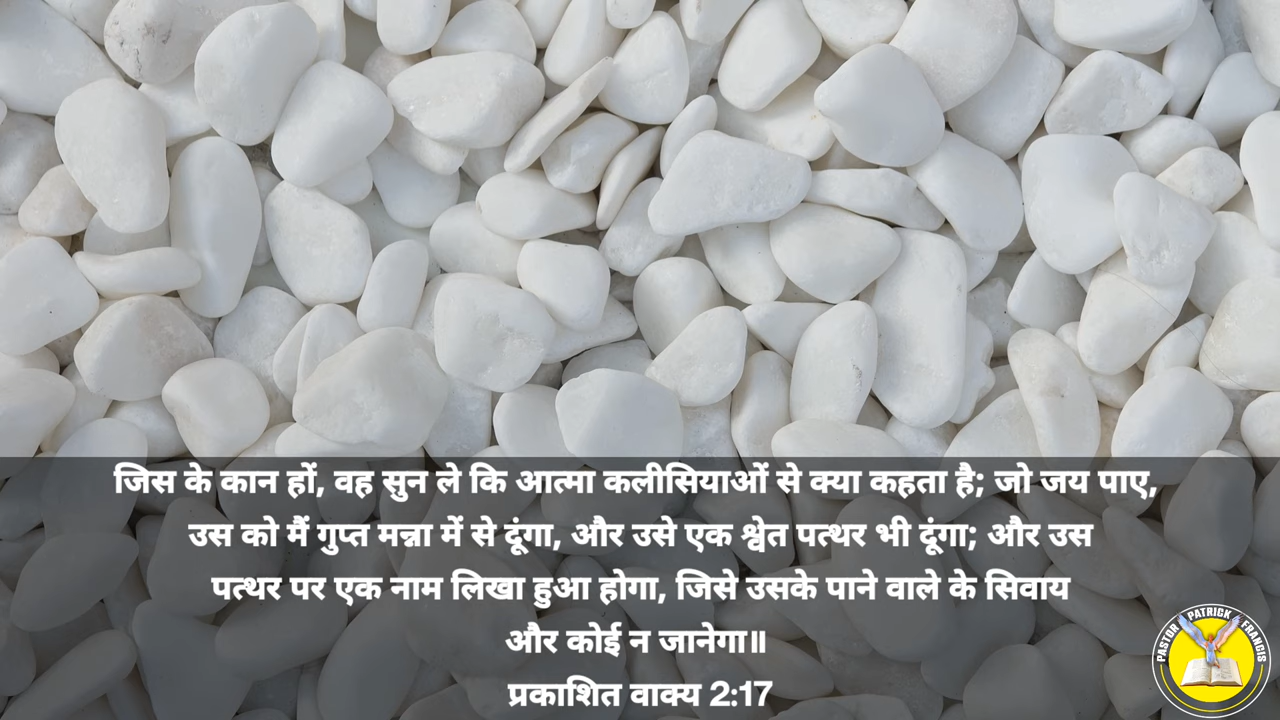 जिस के कान हों, वह सुन ले कि आत्मा कलीसियाओं से क्या कहता है; जो जय पाए,
उस को मैं गुप्त मन्ना में से दूंगा, और उसे एक श्वेत पत्थर भी दूंगा; और उस
पत्थर पर एक नाम लिखा हुआ होगा, जिसे उसके पाने वाले के सिवाय
और कोई न जानेगा॥
प्रकाशित वाक्य 2:17
PASTOR PATRICK FRANCIS